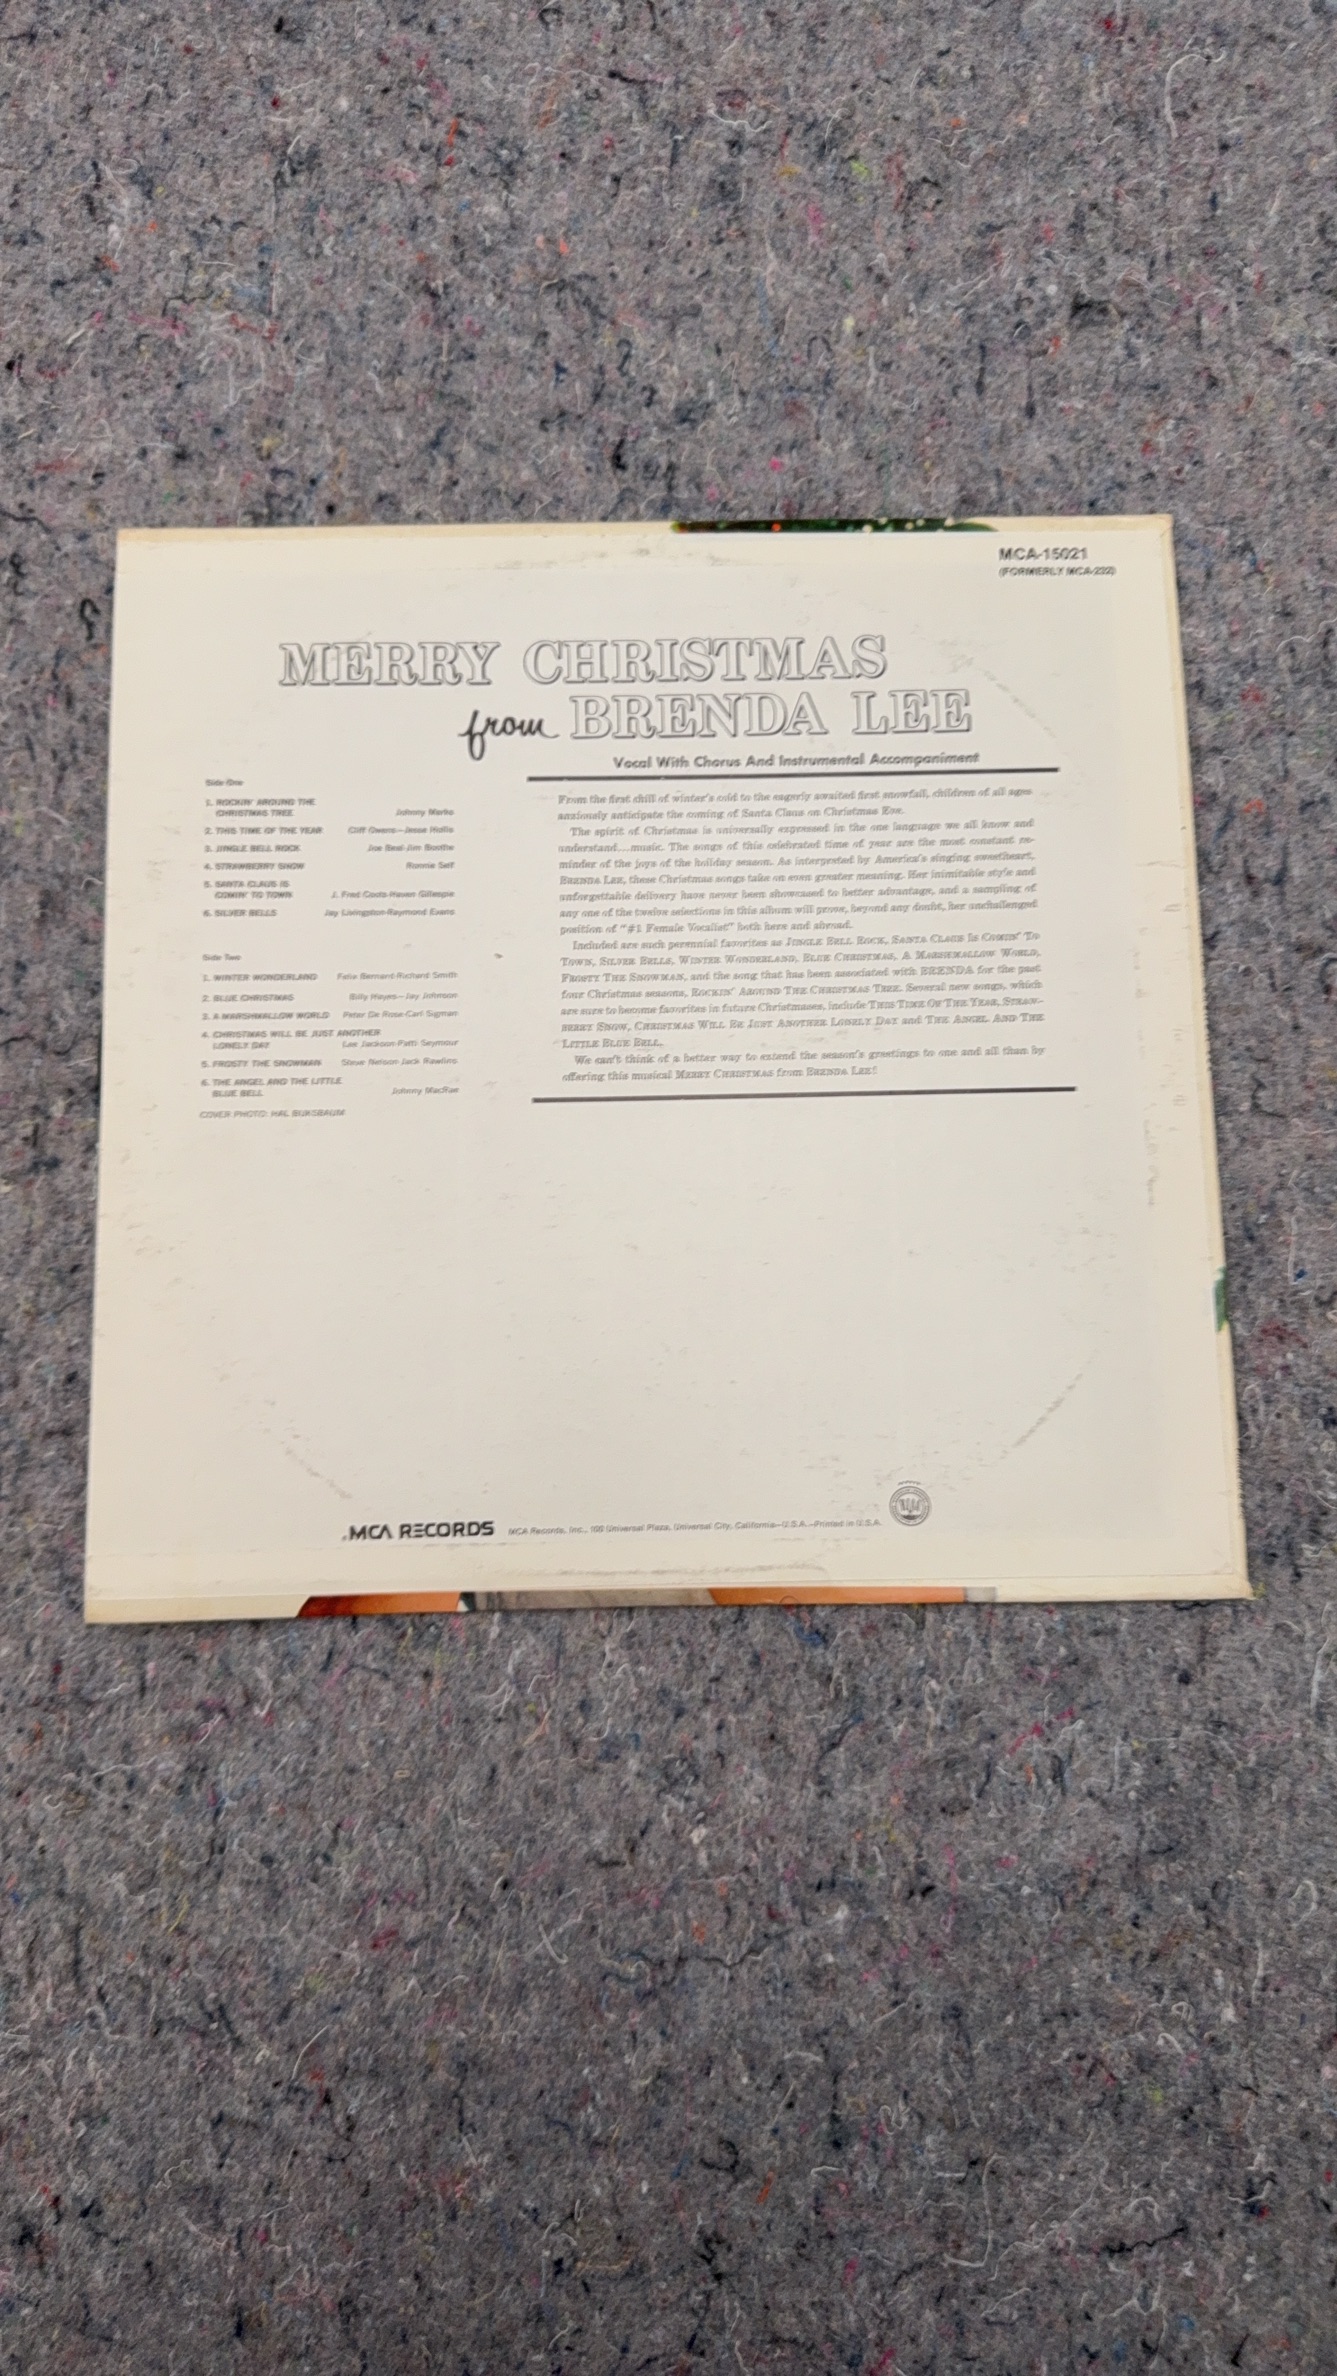 MCA-15021
(FORMERLY MCA-232)
MERRY CHRISTMAS
from BRENDA LEE
Vocal With Chorus And Instrumental Accompaniment
Side One
1. ROCKIN' AROUND THE
CHRISTMAS TREE Johnny Marks
2. THIS TIME OF THE YEAR Cliff Owens—Jesse Hollis
3. JINGLE BELL ROCK Joe Beal-Jim Boothe
4. STRAWBERRY SNOW Ronnie Self
5. SANTA CLAUS IS
COMIN' TO TOWN J. Fred Coots-Haven Gillespie
6. SILVER BELLS Jay Livingston-Raymond Evans
Side Two
1. WINTER WONDERLAND Felix Bernard-Richard Smith
2. BLUE CHRISTMAS Billy Hayes—Jay Johnson
3. A MARSHMALLOW WORLD Peter De Rose-Carl Sigman
4. CHRISTMAS WILL BE JUST ANOTHER
LONELY DAY Lee Jackson-Patti Seymour
5. FROSTY THE SNOWMAN Steve Nelson-Jack Rawlins
6. THE ANGEL AND THE LITTLE
BLUE BELL Johnny MacRae
COVER PHOTO: HAL BUKSBAUM
From the first chill of winter's cold to the eagerly awaited first snowfall, children of all ages
anxiously anticipate the coming of Santa Claus on Christmas Eve.
The spirit of Christmas is universally expressed in the one language we all know and
understand...music. The songs of this celebrated time of year are the most constant re-
minder of the joys of the holiday season. As interpreted by America's singing sweetheart,
BRENDA LEE, these Christmas songs take on even greater meaning. Her inimitable style and
unforgettable delivery have never been showcased to better advantage, and a sampling of
any one of the twelve selections in this album will prove, beyond any doubt, her unchallenged
position of "#1 Female Vocalist" both here and abroad.
Included are such perennial favorites as JINGLE BELL ROCK, SANTA CLAUS IS COMIN' TO
TOWN, SILVER BELLS, WINTER WONDERLAND, BLUE CHRISTMAS, A MARSHMALLOW WORLD,
FROSTY THE SNOWMAN, and the song that has been associated with BRENDA for the past
four Christmas seasons, ROCKIN' AROUND THE CHRISTMAS TREE. Several new songs, which
are sure to become favorites in future Christmases, include THIS TIME OF THE YEAR, STRAW-
BERRY SNOW, CHRISTMAS WILL BE JUST ANOTHER LONELY DAY and THE ANGEL AND THE
LITTLE BLUE BELL.
We can't think of a better way to extend the season's greetings to one and all than by
offering this musical MERRY CHRISTMAS from BRENDA LEE!
MCA RECORDS MCA Records, Inc., 100 Universal Plaza, Universal City, California—U.S.A.—Printed in U.S.A.